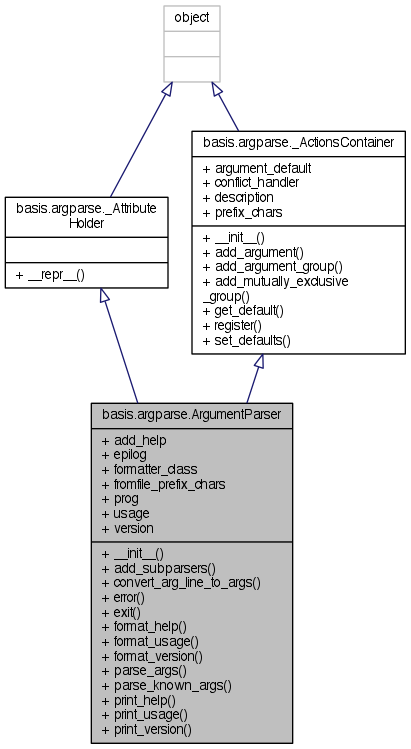 object
basis.argparse._ActionsContainer
+ argument_default
+ conflict_handler
+ description
+ prefix_chars
+ __init__()
+ add_argument()
+ add_argument_group()
+ add_mutually_exclusive
_group()
+ get_default()
+ register()
+ set_defaults()
basis.argparse._Attribute
Holder
+ __repr__()
basis.argparse.ArgumentParser
+ add_help
+ epilog
+ formatter_class
+ fromfile_prefix_chars
+ prog
+ usage
+ version
+ __init__()
+ add_subparsers()
+ convert_arg_line_to_args()
+ error()
+ exit()
+ format_help()
+ format_usage()
+ format_version()
+ parse_args()
+ parse_known_args()
+ print_help()
+ print_usage()
+ print_version()